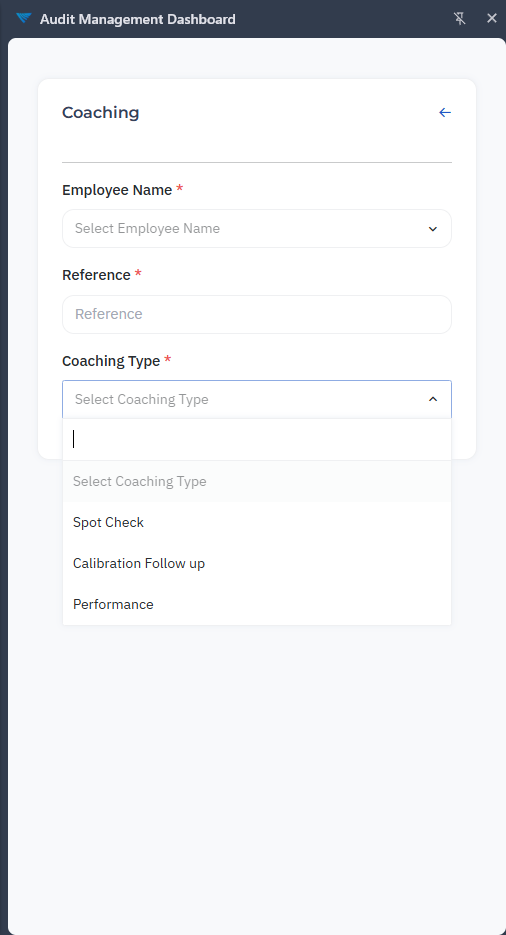 Audit Management Dashboard
Coaching
Employee Name *
Select Employee Name
Reference *
Reference
Coaching Type *
Select Coaching Type
Select Coaching Type
Spot Check
Calibration Follow up
Performance